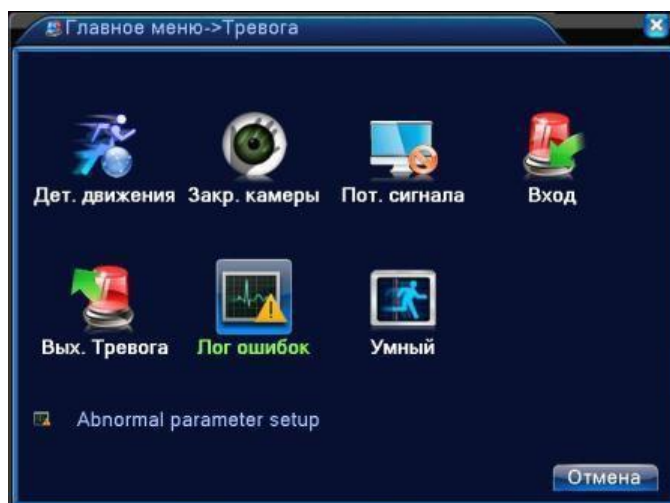 Главное меню->Тревога
Дет. движения Закр. камеры Пот. сигнала Вход
Вых. Тревога Лог ошибок Умный
Abnormal parameter setup
Отмена